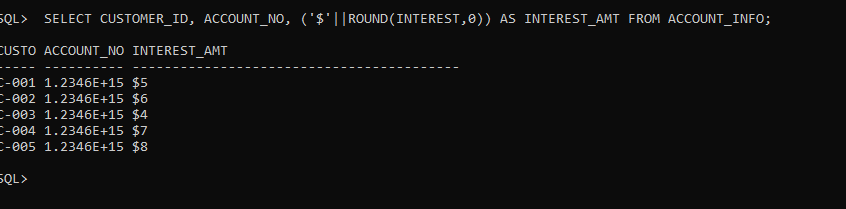 SQL>  SELECT CUSTOMER_ID, ACCOUNT_NO, ('$'||ROUND(INTEREST,0)) AS INTEREST_AMT FROM ACCOUNT_INFO;
CUSTO ACCOUNT_NO INTEREST_AMT
----- ---------- -----------------------------------------
C-001 1.2346E+15 $5
C-002 1.2346E+15 $6
C-003 1.2346E+15 $4
C-004 1.2346E+15 $7
C-005 1.2346E+15 $8
SQL>